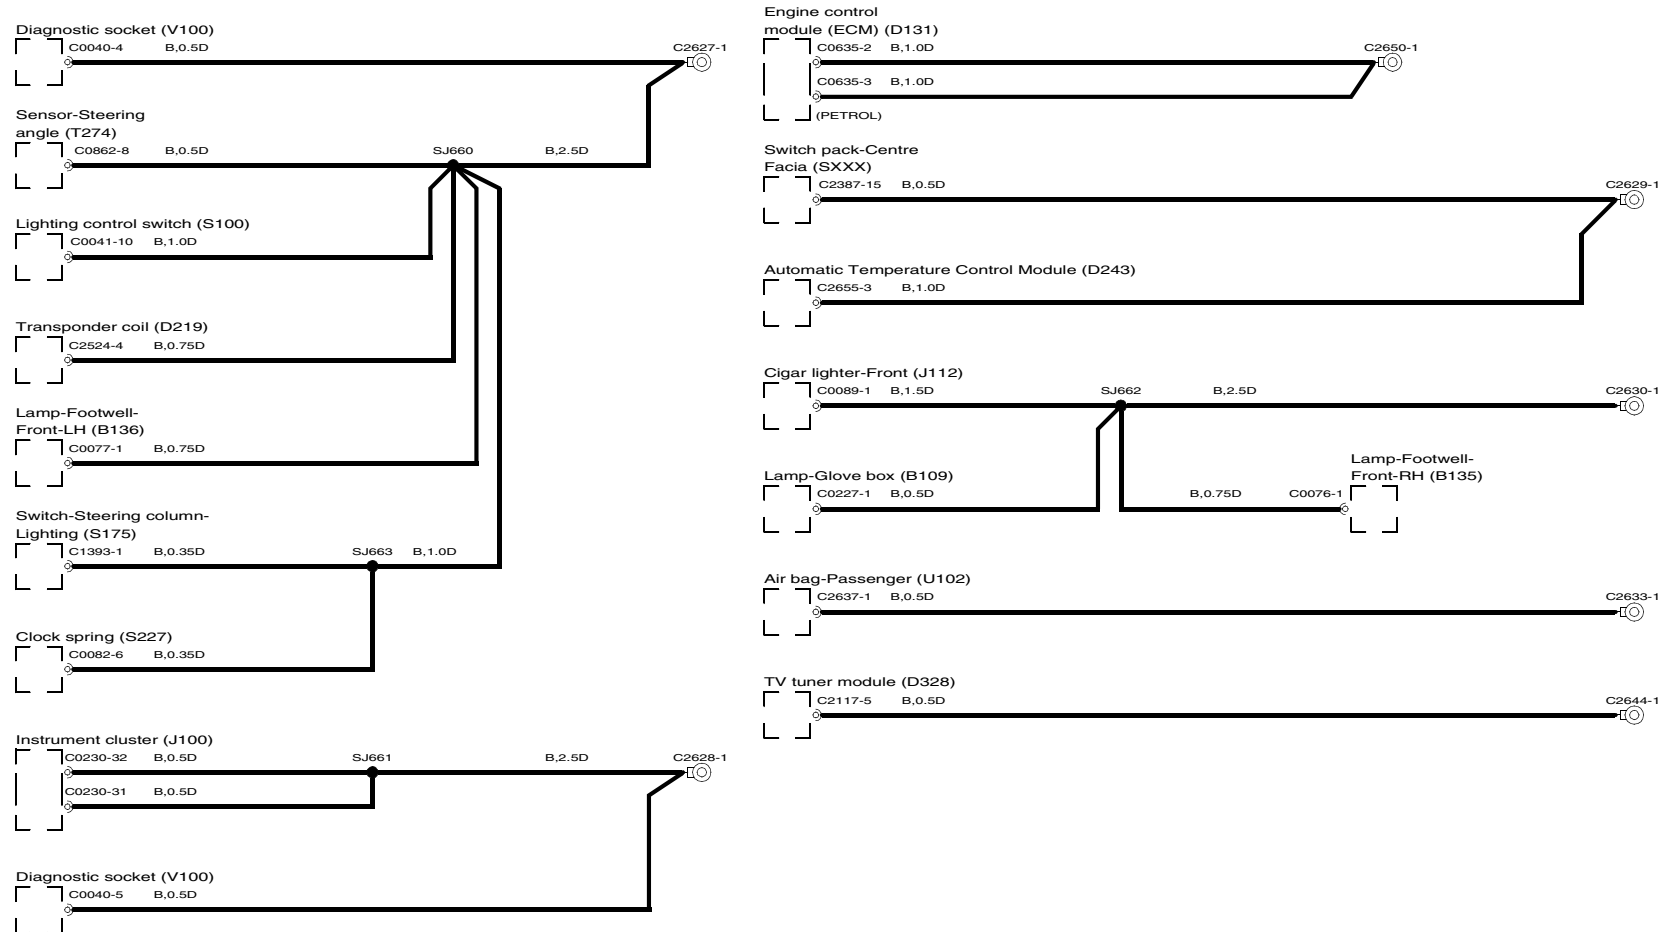 Diagnostic socket (V100)
C0040-4 B,0.5D C2627-1
Sensor-Steering
angle (T274)
C0862-8 B,0.5D SJ660 B,2.5D
Lighting control switch (S100)
C0041-10 B,1.0D
Transponder coil (D219)
C2524-4 B,0.75D
Lamp-Footwell-
Front-LH (B136)
C0077-1 B,0.75D
Switch-Steering column-
Lighting (S175)
C1393-1 B,0.35D SJ663 B,1.0D
Clock spring (S227)
C0082-6 B,0.35D
Instrument cluster (J100)
C0230-32 B,0.5D SJ661 B,2.5D C2628-1
C0230-31 B,0.5D
Diagnostic socket (V100)
C0040-5 B,0.5D
Engine control
module (ECM) (D131)
C0635-2 B,1.0D C2650-1
C0635-3 B,1.0D
(PETROL)
Switch pack-Centre
Facia (SXXX)
C2387-15 B,0.5D C2629-1
Automatic Temperature Control Module (D243)
C2655-3 B,1.0D
Cigar lighter-Front (J112)
C0089-1 B,1.5D SJ662 B,2.5D C2630-1
Lamp-Footwell-
Front-RH (B135)
Lamp-Glove box (B109)
C0227-1 B,0.5D B,0.75D C0076-1
Air bag-Passenger (U102)
C2637-1 B,0.5D C2633-1
TV tuner module (D328)
C2117-5 B,0.5D C2644-1